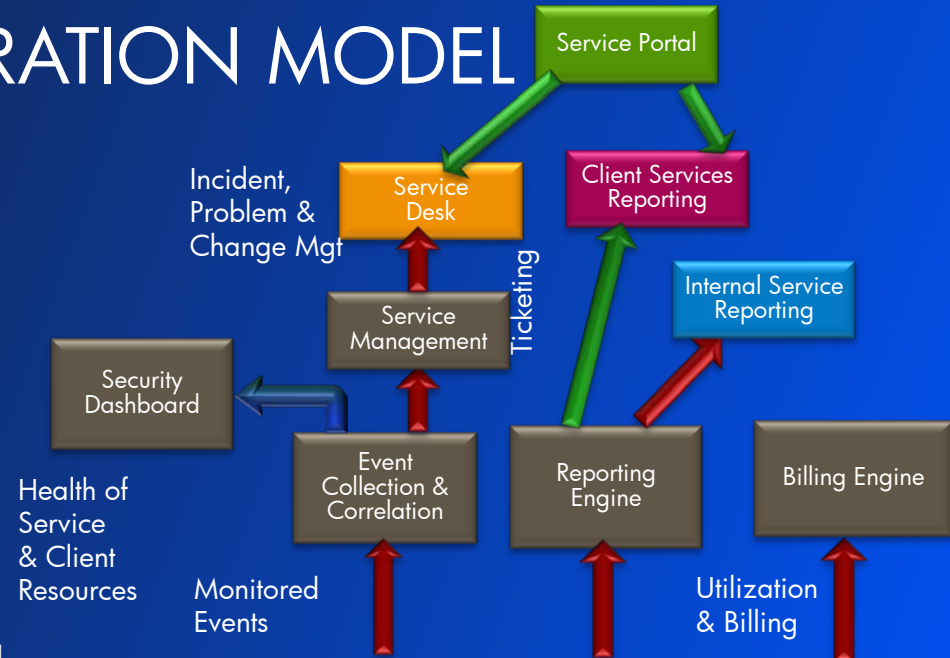 RATION MODEL
Service Portal
Incident,
Problem &
Change Mgt
Service
Desk
Client Services
Reporting
Ticketing
Internal Service
Reporting
Service
Management
Security
Dashboard
Event
Collection &
Correlation
Reporting
Engine
Billing Engine
Health of
Service
& Client
Resources
Monitored
Events
Utilization
& Billing